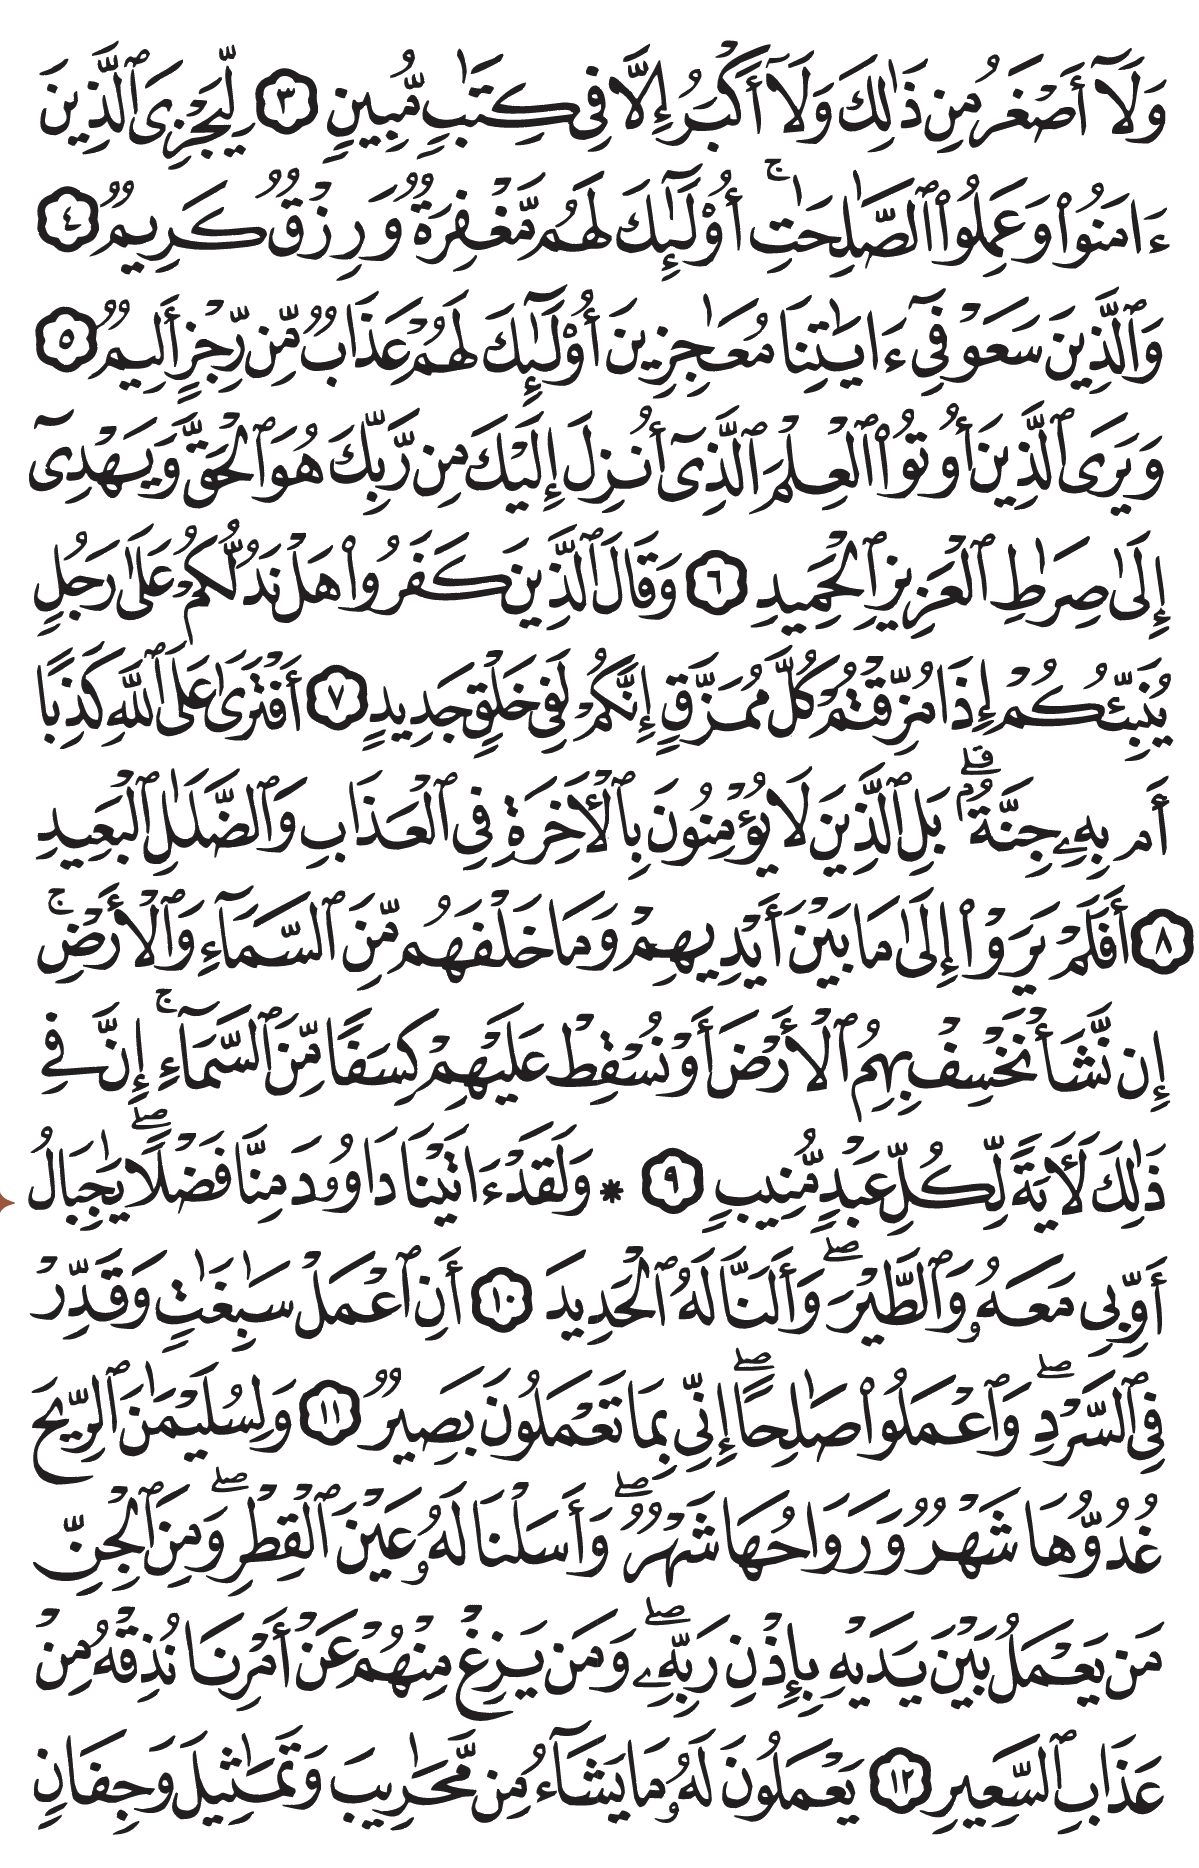 وَلَآ أَصْغَرُ مِن ذَٰلِكَ وَلَآ أَكْبَرُ إِلَّا فِى كِتَٰبٍ مُّبِينٍ ٣ لِّيَجْزِىَ ٱلَّذِينَ
ءَامَنُوا۟ وَعَمِلُوا۟ ٱلصَّٰلِحَٰتِۚ أُو۟لَٰٓئِكَ لَهُم مَّغْفِرَةٌ وَرِزْقٌ كَرِيمٌ ٤
وَٱلَّذِينَ سَعَوْ فِىٓ ءَايَٰتِنَا مُعَٰجِزِينَ أُو۟لَٰٓئِكَ لَهُمْ عَذَابٌ مِّن رِّجْزٍ أَلِيمٌ ٥
وَيَرَى ٱلَّذِينَ أُوتُوا۟ ٱلْعِلْمَ ٱلَّذِىٓ أُنزِلَ إِلَيْكَ مِن رَّبِّكَ هُوَ ٱلْحَقَّ وَيَهْدِىٓ
إِلَىٰ صِرَٰطِ ٱلْعَزِيزِ ٱلْحَمِيدِ ٦ وَقَالَ ٱلَّذِينَ كَفَرُوا۟ هَلْ نَدُلُّكُمْ عَلَىٰ رَجُلٍ
يُنَبِّئُكُمْ إِذَا مُزِّقْتُمْ كُلَّ مُمَزَّقٍ إِنَّكُمْ لَفِى خَلْقٍ جَدِيدٍ ٧ أَفْتَرَىٰ عَلَى ٱللَّهِ كَذِبًا
أَم بِهِۦ جِنَّةٌۢۗ بَلِ ٱلَّذِينَ لَا يُؤْمِنُونَ بِٱلْأَخِرَةِ فِى ٱلْعَذَابِ وَٱلضَّلَٰلِ ٱلْبَعِيدِ
٨ أَفَلَمْ يَرَوْا۟ إِلَىٰ مَا بَيْنَ أَيْدِيهِمْ وَمَا خَلْفَهُم مِّنَ ٱلسَّمَآءِ وَٱلْأَرْضِۚ
إِن نَّشَأْ نَخْسِفْ بِهِمُ ٱلْأَرْضَ أَوْ نُسْقِطْ عَلَيْهِمْ كِسَفًا مِّنَ ٱلسَّمَآءِۚ إِنَّ فِى
ذَٰلِكَ لَأَيَةً لِّكُلِّ عَبْدٍ مُّنِيبٍ ٩ ۞ وَلَقَدْ ءَاتَيْنَا دَاوُۥدَ مِنَّا فَضْلًاۖ يَٰجِبَالُ
أَوِّبِى مَعَهُۥ وَٱلطَّيْرَۖ وَأَلَنَّا لَهُ ٱلْحَدِيدَ ١٠ أَنِ ٱعْمَلْ سَٰبِغَٰتٍ وَقَدِّرْ
فِى ٱلسَّرْدِۖ وَٱعْمَلُوا۟ صَٰلِحًاۖ إِنِّى بِمَا تَعْمَلُونَ بَصِيرٌ ١١ وَلِسُلَيْمَٰنَ ٱلرِّيحَ
غُدُوُّهَا شَهْرٌ وَرَوَاحُهَا شَهْرٌۖ وَأَسَلْنَا لَهُۥ عَيْنَ ٱلْقِطْرِۖ وَمِنَ ٱلْجِنِّ
مَن يَعْمَلُ بَيْنَ يَدَيْهِ بِإِذْنِ رَبِّهِۦۖ وَمَن يَزِغْ مِنْهُمْ عَنْ أَمْرِنَا نُذِقْهُ مِنْ
عَذَابِ ٱلسَّعِيرِ ١٢ يَعْمَلُونَ لَهُۥ مَا يَشَآءُ مِن مَّحَٰرِيبَ وَتَمَٰثِيلَ وَجِفَانٍ